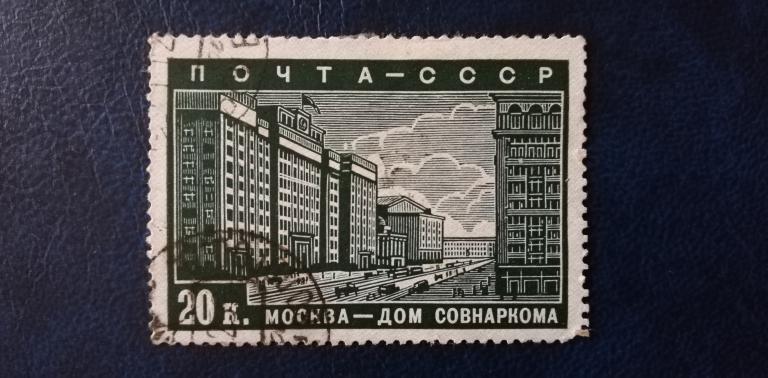 ПОЧТА–СССР
20 к. МОСКВА — ДОМ СОВНАРКОМА